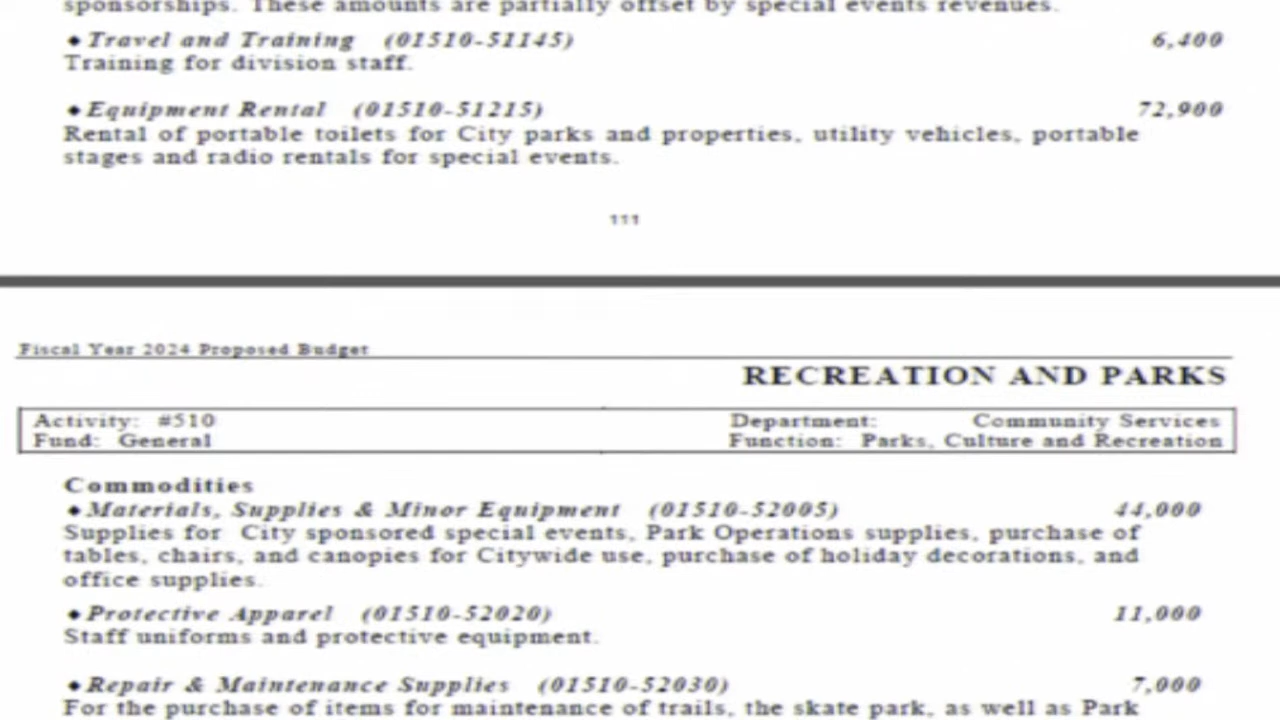 sponsorships. These amounts are partially offset by special events revenues.
◆Travel and Training (01510-51145) 6,400
Training for division staff.
◆Equipment Rental (01510-51215) 72,900
Rental of portable toilets for City parks and properties, utility vehicles, portable
stages and radio rentals for special events.
111
Fiscal Year 2024 Proposed Budget
RECREATION AND PARKS
Activity: #510 Department: Community Services
Fund: General Function: Parks, Culture and Recreation
Commodities
◆Materials, Supplies & Minor Equipment (01510-52005) 44,000
Supplies for City sponsored special events, Park Operations supplies, purchase of
tables, chairs, and canopies for Citywide use, purchase of holiday decorations, and
office supplies.
◆Protective Apparel (01510-52020) 11,000
Staff uniforms and protective equipment.
◆Repair & Maintenance Supplies (01510-52030) 7,000
For the purchase of items for maintenance of trails, the skate park, as well as Park